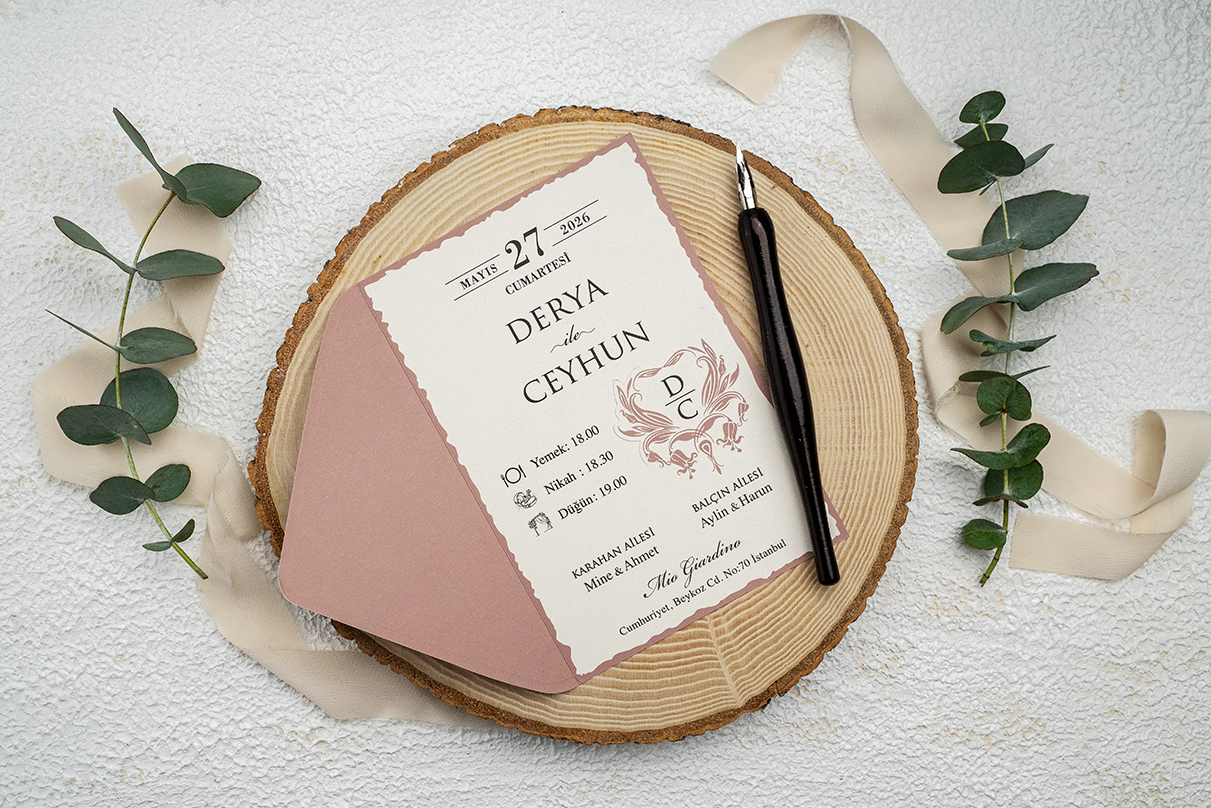 MAYIS 27 2026
CUMARTESİ
DERYA
ile
CEYHUN
D
C
Yemek: 18.00
Nikah : 18.30
Düğün: 19.00
KARAHAN AİLESİ
Mine & Ahmet
BALÇIN AİLESİ
Aylin & Harun
Mio Giardino
Cumhuriyet, Beykoz Cd. No:70 İstanbul